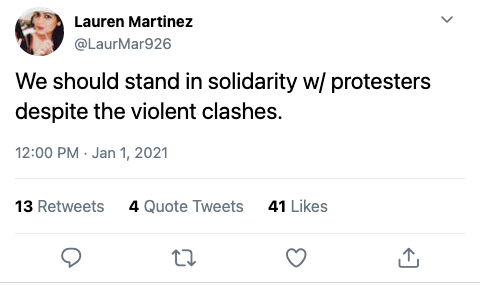 Lauren Martinez
@LaurMar926
We should stand in solidarity w/ protesters
despite the violent clashes.
12:00 PM · Jan 1, 2021
13 Retweets 4 Quote Tweets 41 Likes